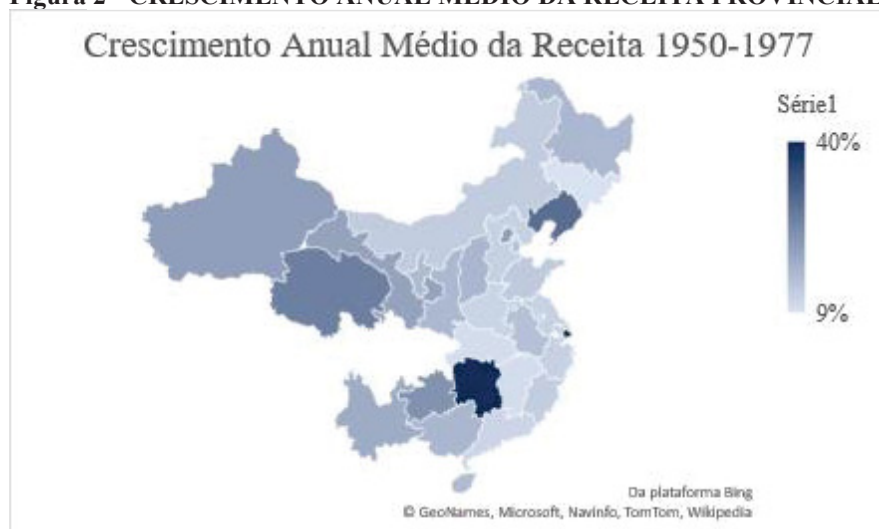 Figura 2 - CRESCIMENTO ANUAL MÉDIO DA RECEITA PROVINCIAL
Crescimento Anual Médio da Receita 1950-1977
Série1
40%
9%
Da plataforma Bing
© GeoNames, Microsoft, Navinfo, TomTom, Wikipedia